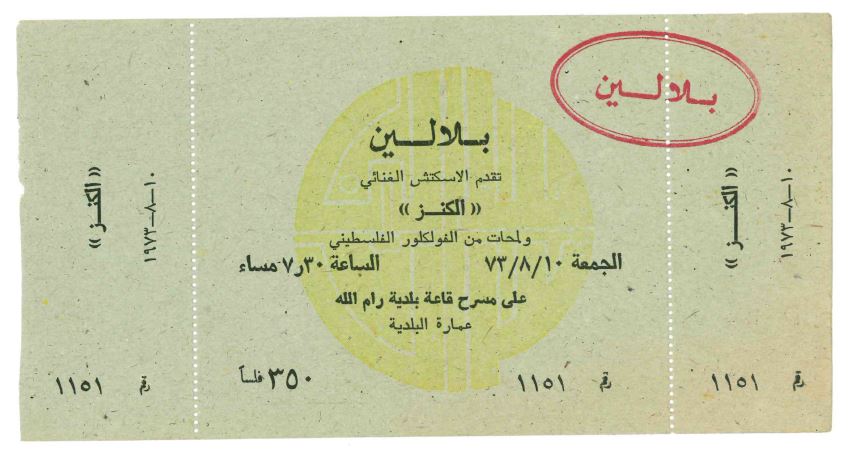 بلالين
بلالين
تقدم الاسكتش الغنائي
« الكنز »
ولمحات من الفولكلور الفلسطيني
الجمعة ٧٣/٨/١٠ الساعة ٧٫٣٠ مساء
على مسرح قاعة بلدية رام الله
عمارة البلدية
رقم ١١٥١ ٣٥٠ فلساً
« الكنز »
١٩٧٣-٨-١٠
رقم ١١٥١
« الكنز »
١٩٧٣-٨-١٠
رقم ١١٥١